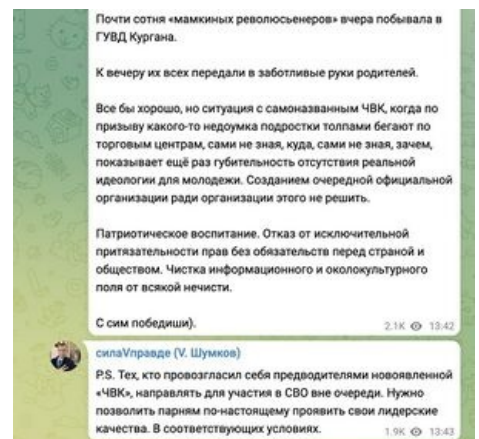 Почти сотня «мамкиных революсьенеров» вчера побывала в
ГУВД Кургана.
К вечеру их всех передали в заботливые руки родителей.
Все бы хорошо, но ситуация с самоназванным ЧВК, когда по
призыву какого-то недоумка подростки толпами бегают по
торговым центрам, сами не зная, куда, сами не зная, зачем,
показывает ещё раз губительность отсутствия реальной
идеологии для молодежи. Созданием очередной официальной
организации ради организации этого не решить.
Патриотическое воспитание. Отказ от исключительной
притязательности прав без обязательств перед страной и
обществом. Чистка информационного и околокультурного
поля от всякой нечисти.
С сим победиши).
2.1K 13:42
силаVправде (V. Шумков)
P.S. Тех, кто провозгласил себя предводителями новоявленной
«ЧВК», направлять для участия в СВО вне очереди. Нужно
позволить парням по-настоящему проявить свои лидерские
качества. В соответствующих условиях.
1.9K 13:43